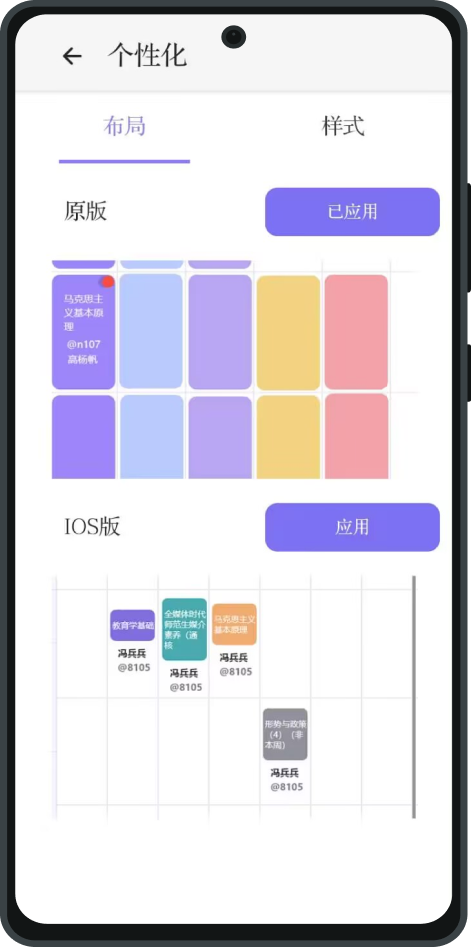 个性化
布局 样式
原版 已应用
马克思主
义基本原
理
@n107
高杨帆
IOS版 应用
教育学基础
冯兵兵
@8105
全媒体时代
师范生媒介
素养（通
核
冯兵兵
@8105
马克思主义
基本原理
冯兵兵
@8105
形势与政策
（4）（非
本周）
冯兵兵
@8105